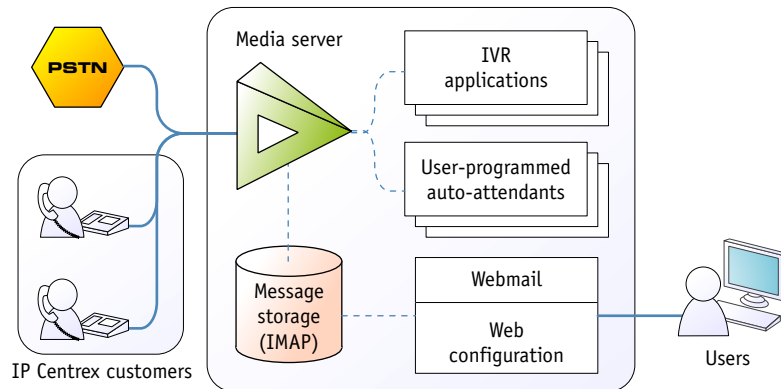 Media server
PSTN
IVR
applications
User-programmed
auto-attendants
Message
storage
(IMAP)
Webmail
Web
configuration
IP Centrex customers
Users